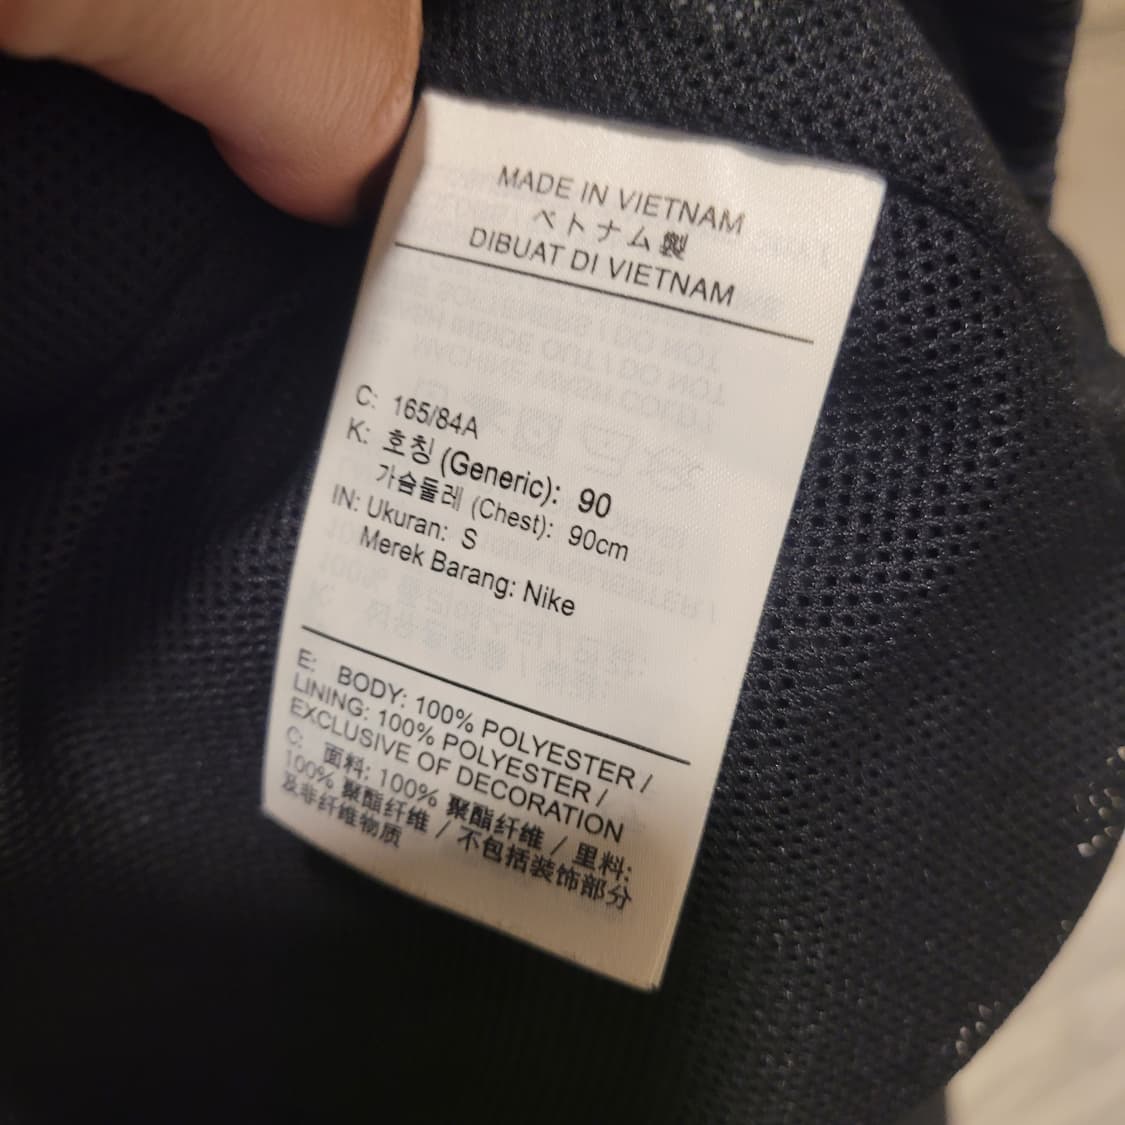 MADE IN VIETNAM
ベトナム製
DIBUAT DI VIETNAM
C: 165/84A
K: 호칭 (Generic): 90
가슴둘레 (Chest): 90cm
IN: Ukuran: S
Merek Barang: Nike
E: BODY: 100% POLYESTER /
LINING: 100% POLYESTER /
EXCLUSIVE OF DECORATION
C: 面料: 100% 聚酯纤维 / 里料:
100% 聚酯纤维 / 不包括装饰部分
及非纤维物质